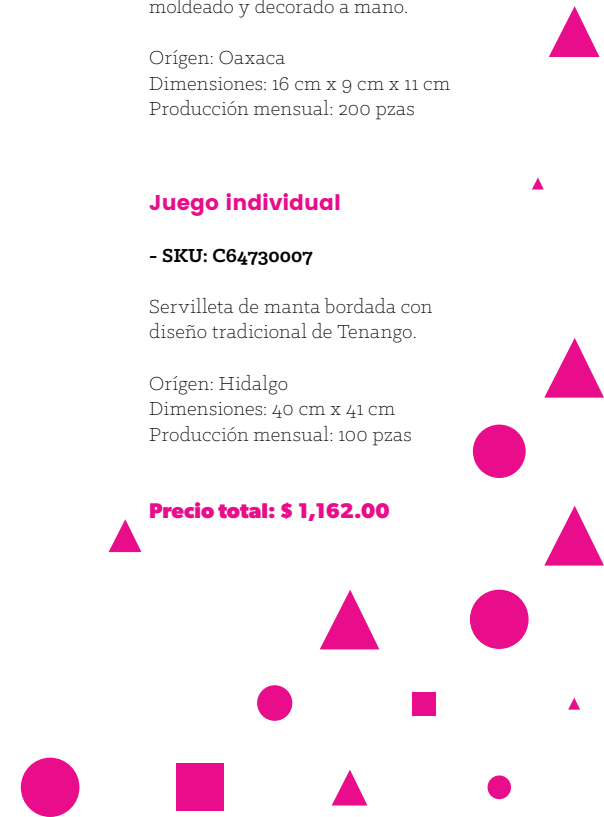 moldeado y decorado a mano.
Orígen: Oaxaca
Dimensiones: 16 cm x 9 cm x 11 cm
Producción mensual: 200 pzas
Juego individual
- SKU: C64730007
Servilleta de manta bordada con
diseño tradicional de Tenango.
Orígen: Hidalgo
Dimensiones: 40 cm x 41 cm
Producción mensual: 100 pzas
Precio total: $ 1,162.00